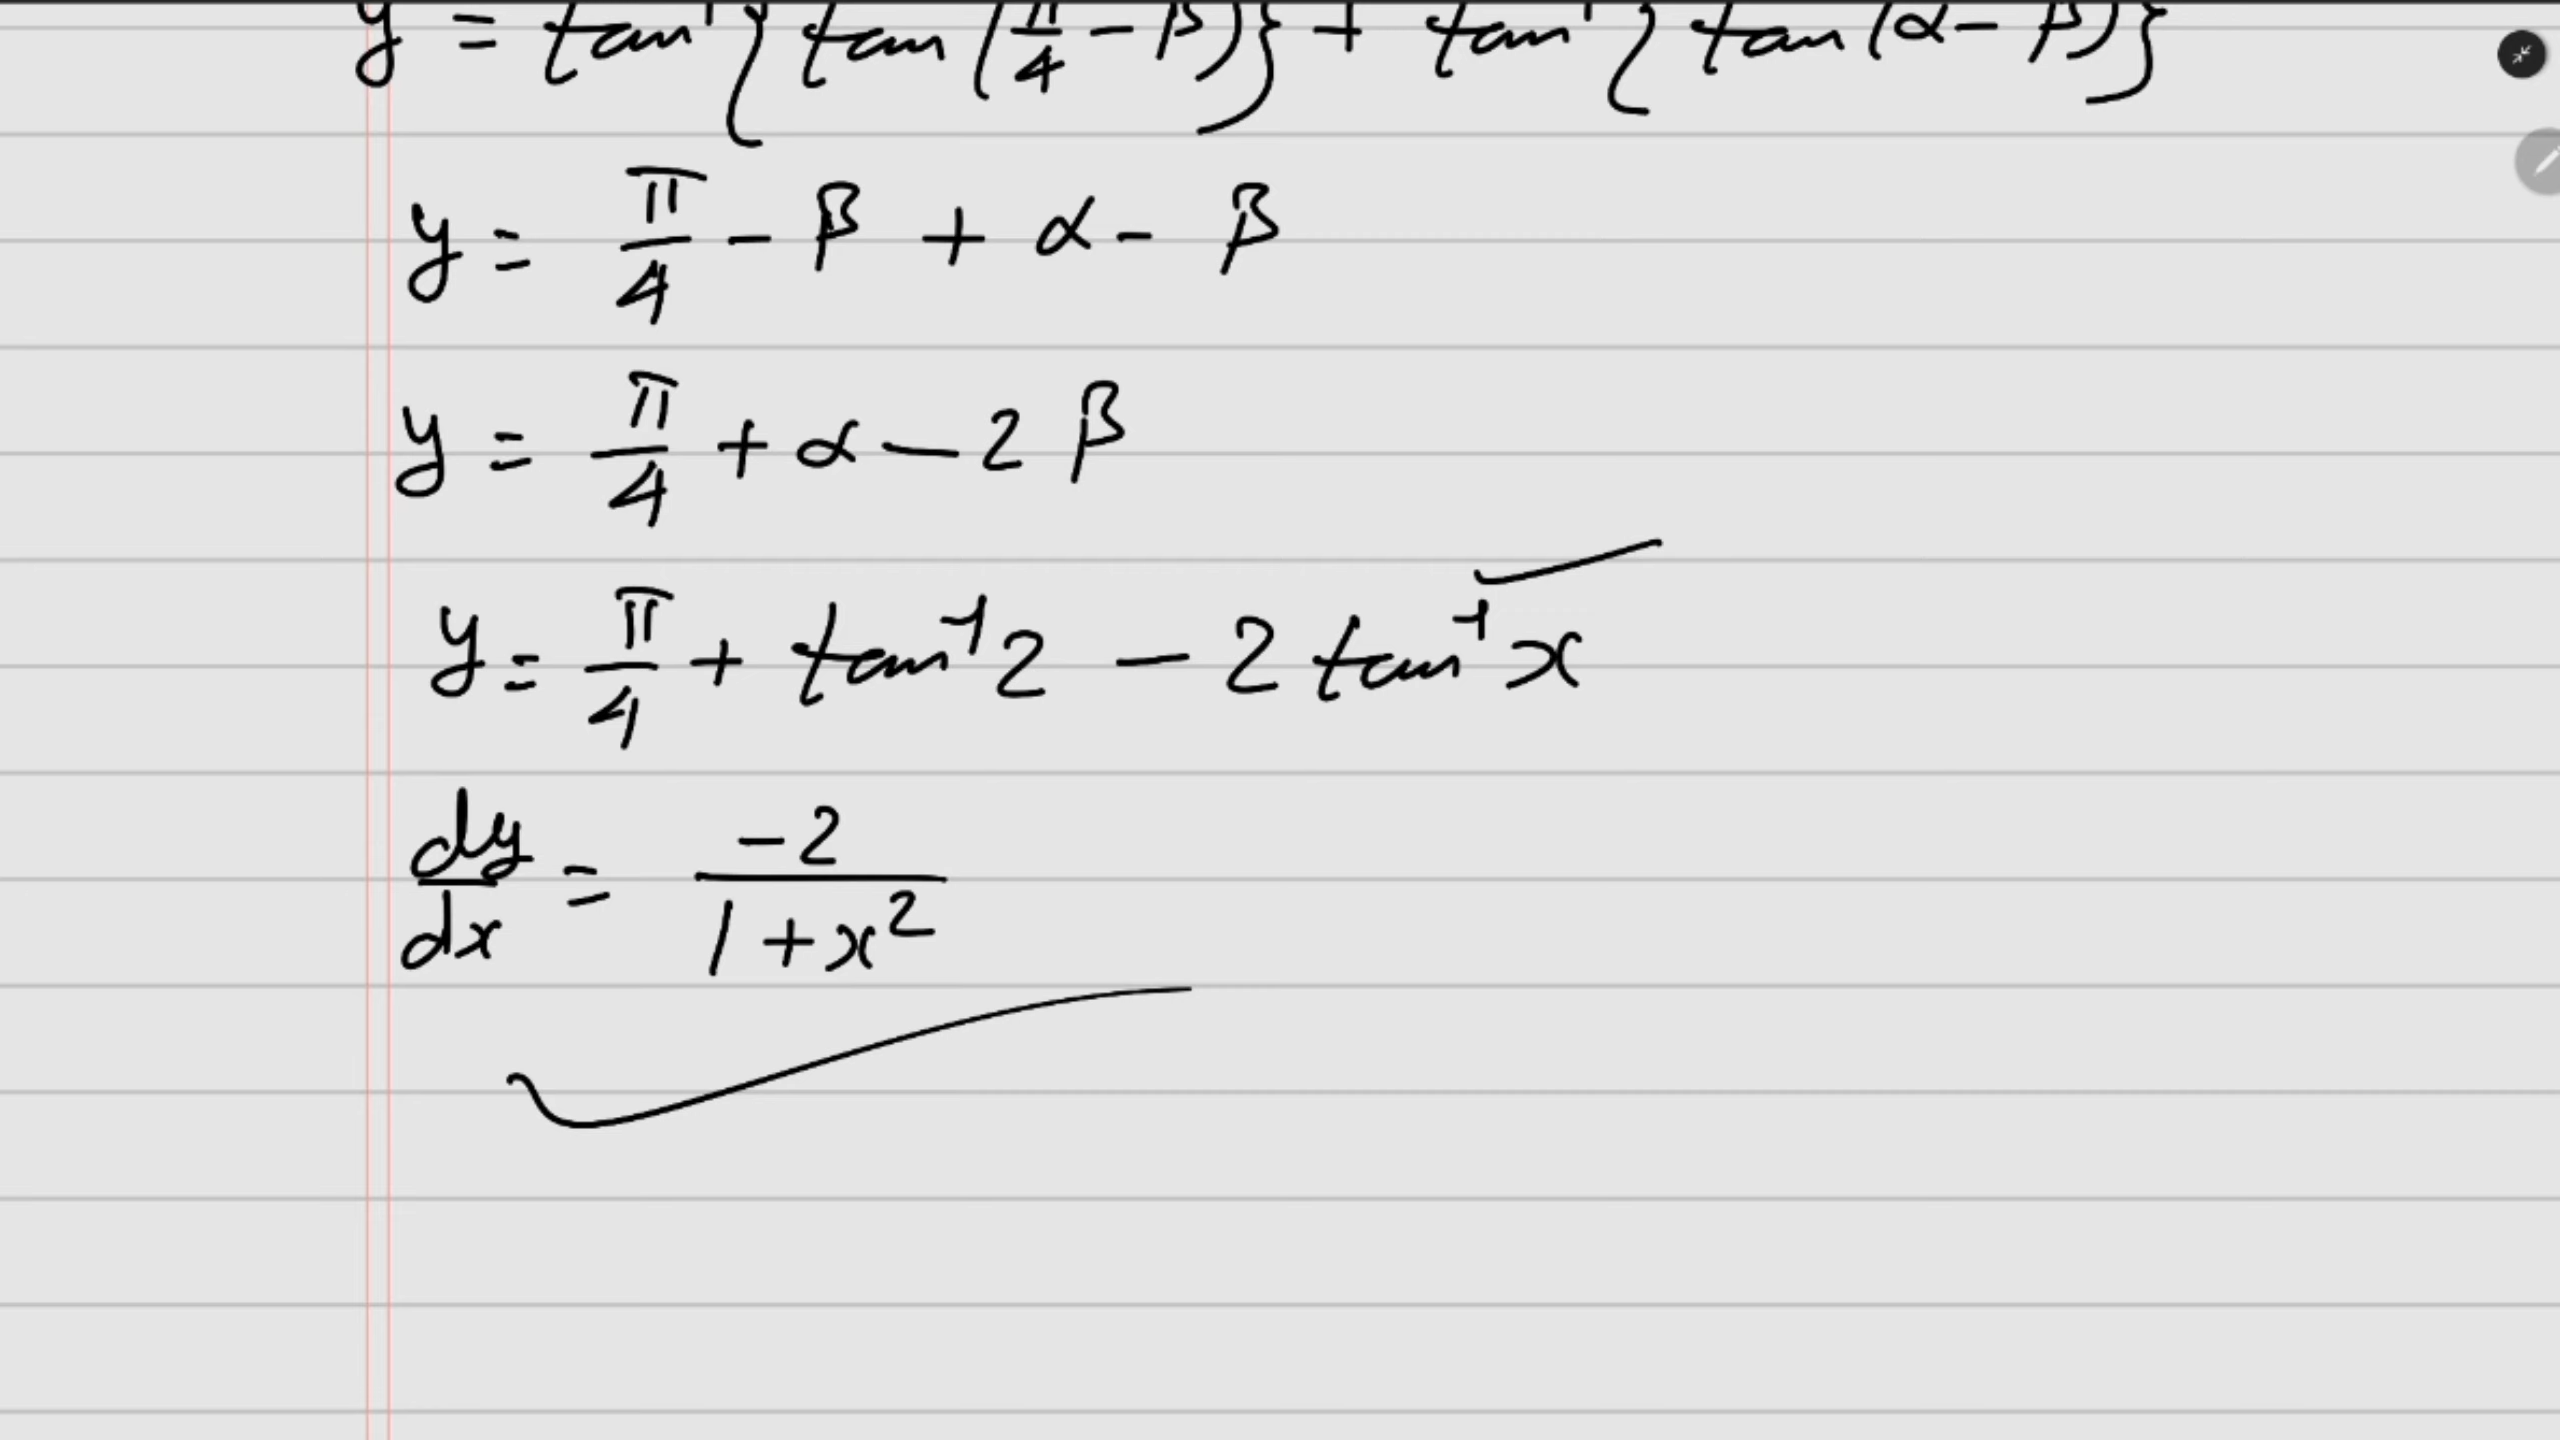 y = tan⁻¹{tan(π/4 - β)} + tan⁻¹{tan(α - β)}
y = π/4 - β + α - β
y = π/4 + α - 2β
y = π/4 + tan⁻¹2 - 2 tan⁻¹x
dy/dx = -2/(1+x²)